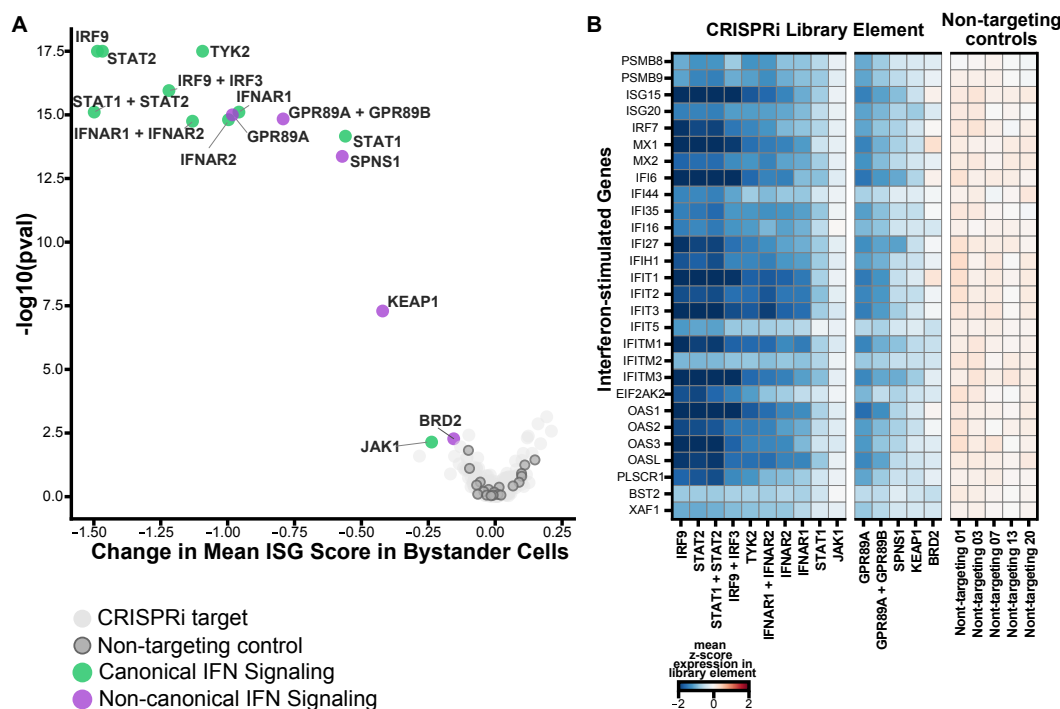 A
17.5
15.0
12.5
10.0
7.5
5.0
2.5
0.0
-log10(pval)
IRF9
STAT2
TYK2
IRF9 + IRF3
STAT1 + STAT2
IFNAR1
GPR89A + GPR89B
IFNAR1 + IFNAR2
GPR89A
IFNAR2
STAT1
SPNS1
KEAP1
BRD2
JAK1
−1.50 −1.25 −1.00 −0.75 −0.50 −0.25 0.00 0.25
Change in Mean ISG Score in Bystander Cells
CRISPRi target
Non-targeting control
Canonical IFN Signaling
Non-canonical IFN Signaling
B
CRISPRi Library Element
Non-targeting
controls
Interferon-stimulated Genes
PSMB8
PSMB9
ISG15
ISG20
IRF7
MX1
MX2
IFI6
IFI44
IFI35
IFI16
IFI27
IFIH1
IFIT1
IFIT2
IFIT3
IFIT5
IFITM1
IFITM2
IFITM3
EIF2AK2
OAS1
OAS2
OAS3
OASL
PLSCR1
BST2
XAF1
IRF9
STAT2
STAT1 + STAT2
IRF9 + IRF3
TYK2
IFNAR1 + IFNAR2
IFNAR2
IFNAR1
STAT1
JAK1
GPR89A
GPR89A + GPR89B
SPNS1
KEAP1
BRD2
Nont-targeting 01
Nont-targeting 03
Nont-targeting 07
Nont-targeting 13
Nont-targeting 20
mean
z-score
expression in
library element
−2 0 2